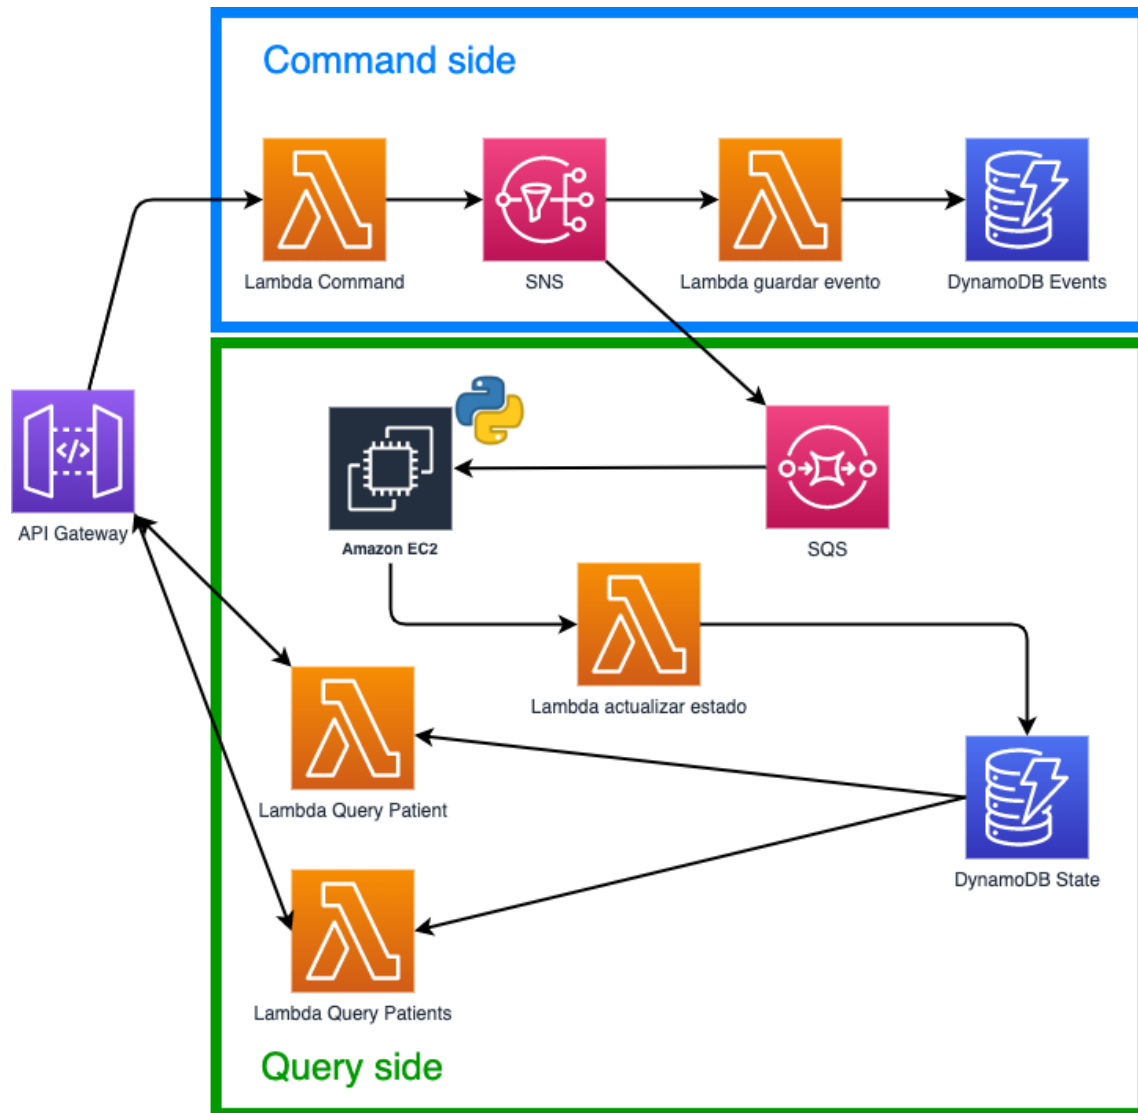 Command side
Lambda Command
SNS
Lambda guardar evento
DynamoDB Events
</>
API Gateway
Amazon EC2
SQS
Lambda actualizar estado
Lambda Query Patient
DynamoDB State
Lambda Query Patients
Query side